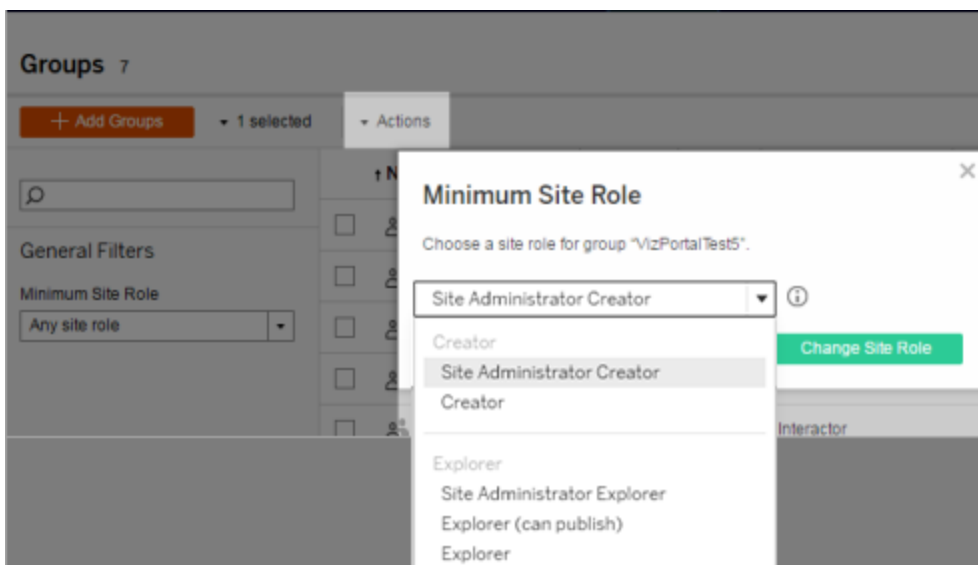 Groups 7
+ Add Groups
1 selected
Actions
↑ N
General Filters
Minimum Site Role
Any site role
Minimum Site Role
Choose a site role for group "VizPortalTest5".
Site Administrator Creator
Change Site Role
Creator
Site Administrator Creator
Creator
Interactor
Explorer
Site Administrator Explorer
Explorer (can publish)
Explorer